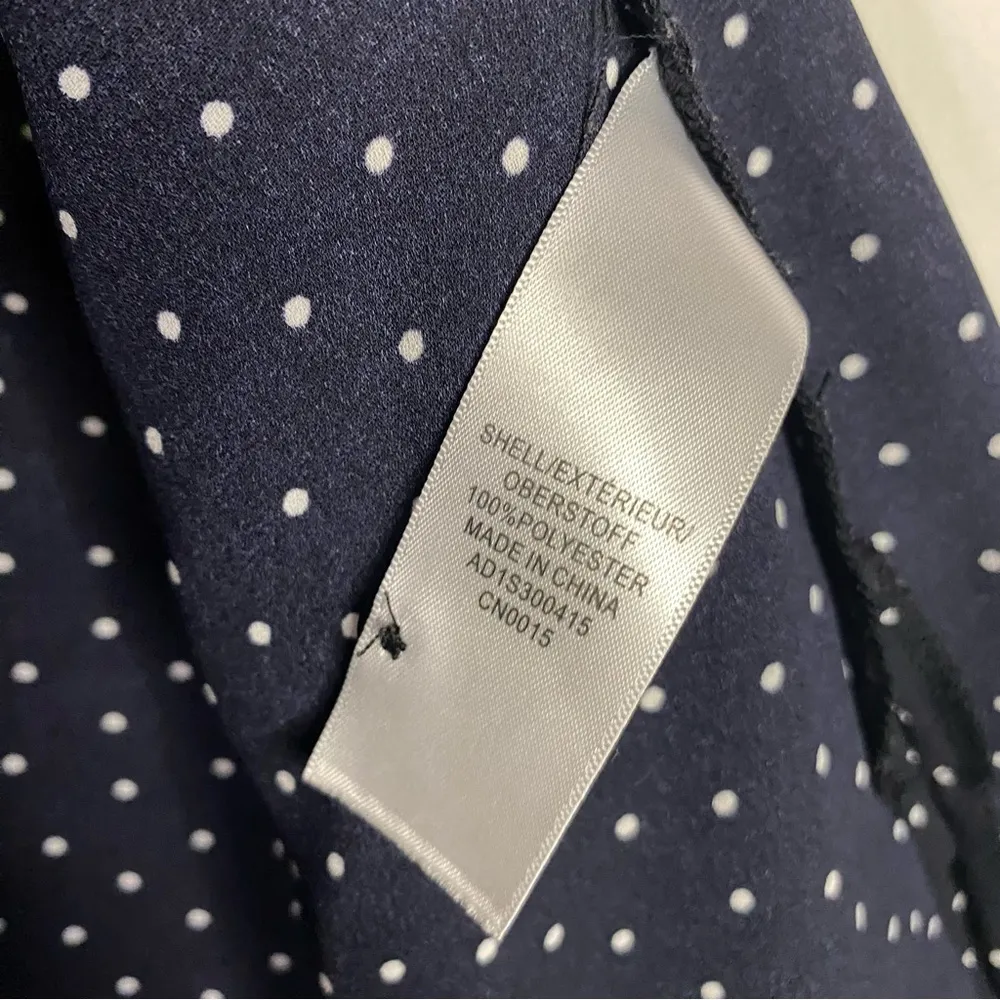 SHELL/EXTÉRIEUR/
OBERSTOFF
100%POLYESTER
MADE IN CHINA
AD1S300415
CN0015